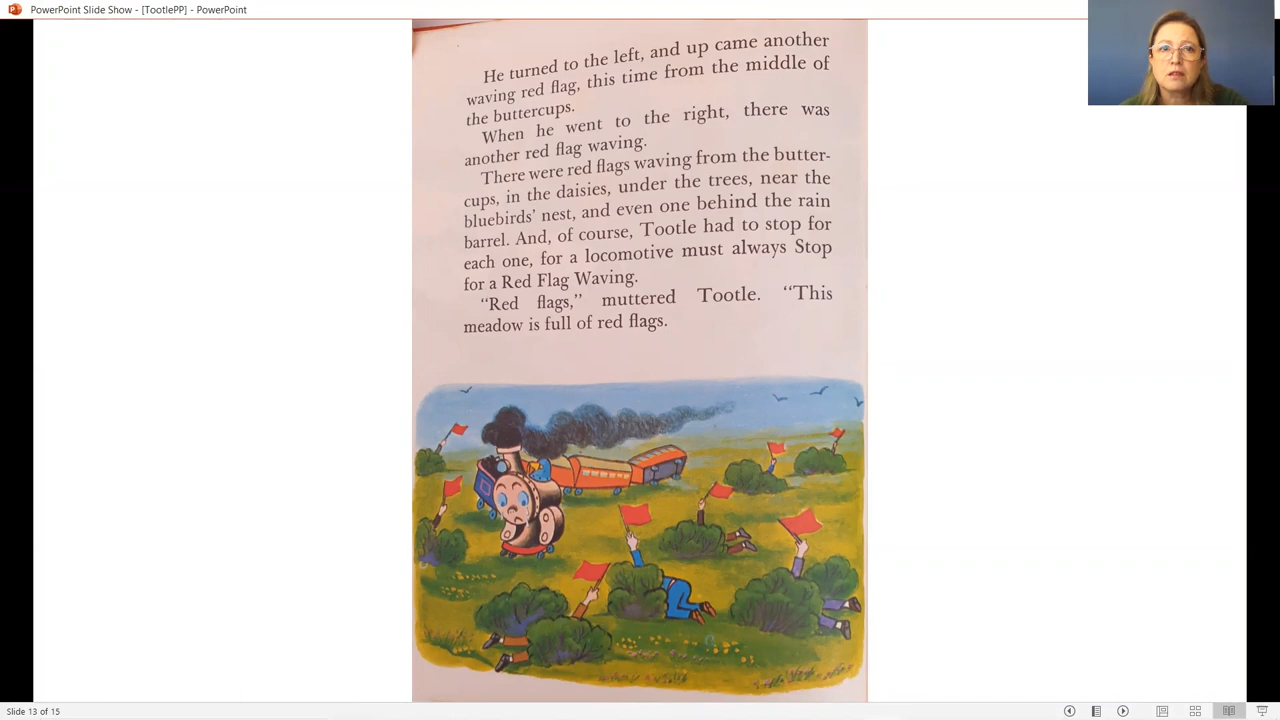 PowerPoint Slide Show - [TootlePP] - PowerPoint
He turned to the left, and up came another
waving red flag, this time from the middle of
the buttercups.
When he went to the right, there was
another red flag waving.
There were red flags waving from the butter-
cups, in the daisies, under the trees, near the
bluebirds’ nest, and even one behind the rain
barrel. And, of course, Tootle had to stop for
each one, for a locomotive must always Stop
for a Red Flag Waving.
“Red flags,” muttered Tootle. “This
meadow is full of red flags.
Slide 13 of 15